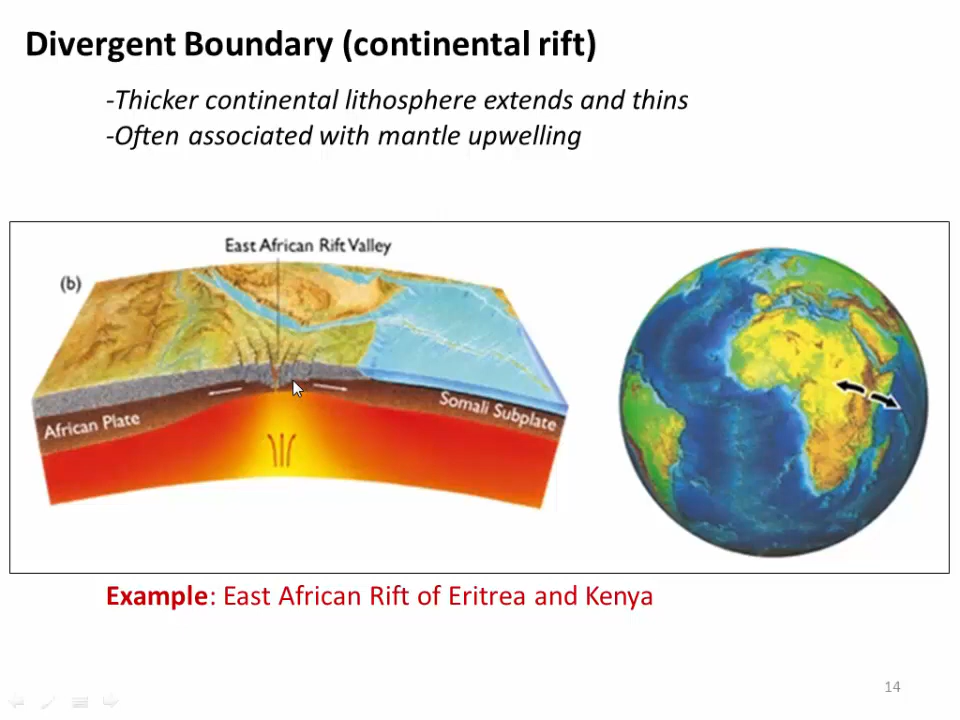 Divergent Boundary (continental rift)
-Thicker continental lithosphere extends and thins
-Often associated with mantle upwelling
East African Rift Valley
(b)
African Plate
Somali Subplate
Example: East African Rift of Eritrea and Kenya
14